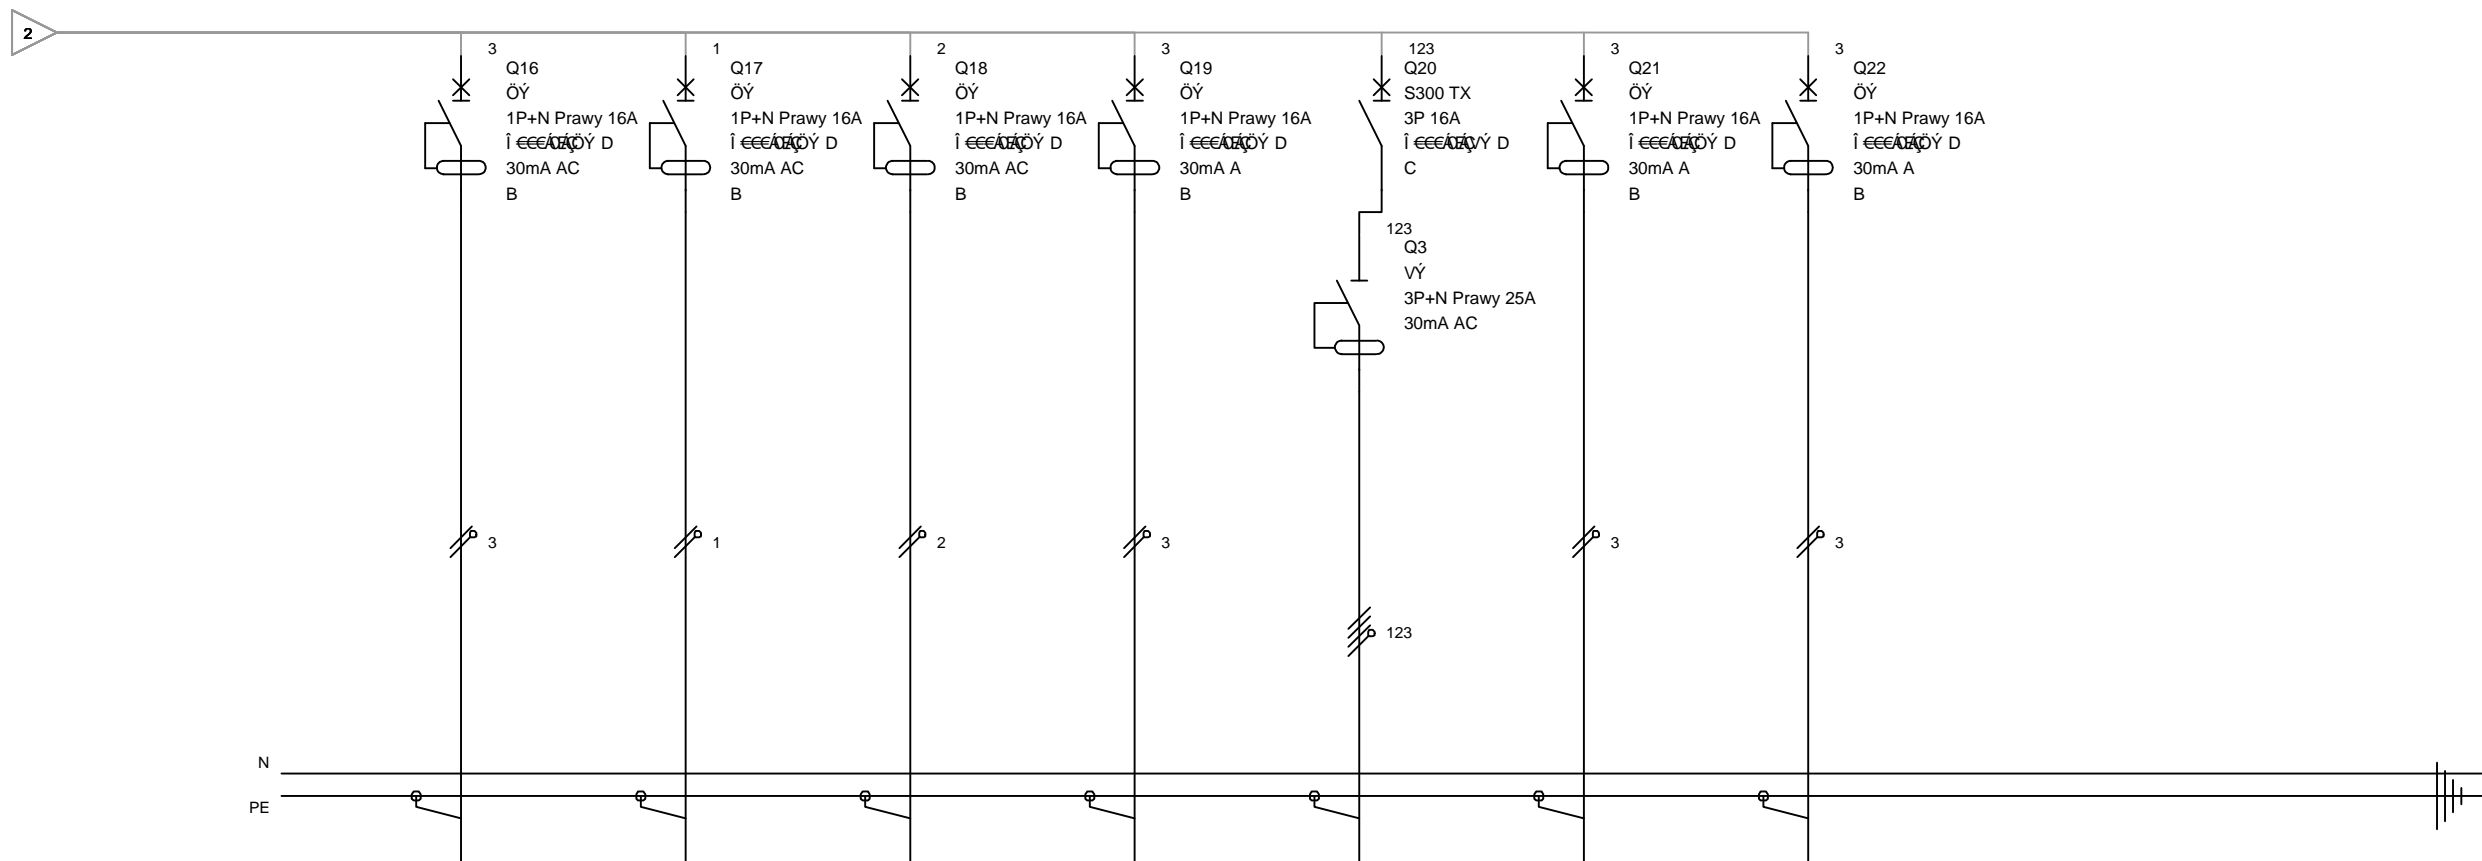 2
3
Q16
ÖÝ
1P+N Prawy 16A
30mA AC
B
1
Q17
ÖÝ
1P+N Prawy 16A
30mA AC
B
2
Q18
ÖÝ
1P+N Prawy 16A
30mA AC
B
3
Q19
ÖÝ
1P+N Prawy 16A
30mA A
B
123
Q20
S300 TX
3P 16A
C
3
Q21
ÖÝ
1P+N Prawy 16A
30mA A
B
3
Q22
ÖÝ
1P+N Prawy 16A
30mA A
B
123
Q3
VÝ
3P+N Prawy 25A
30mA AC
3
1
2
3
3
3
123
N
PE